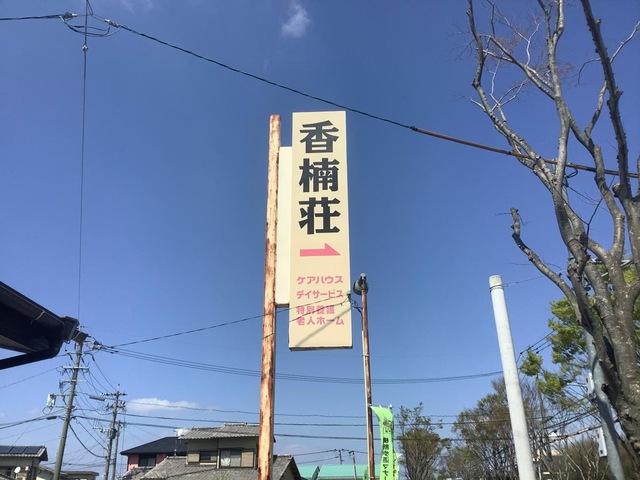 香楠荘
ケアハウス
デイサービス
特別養護
老人ホーム